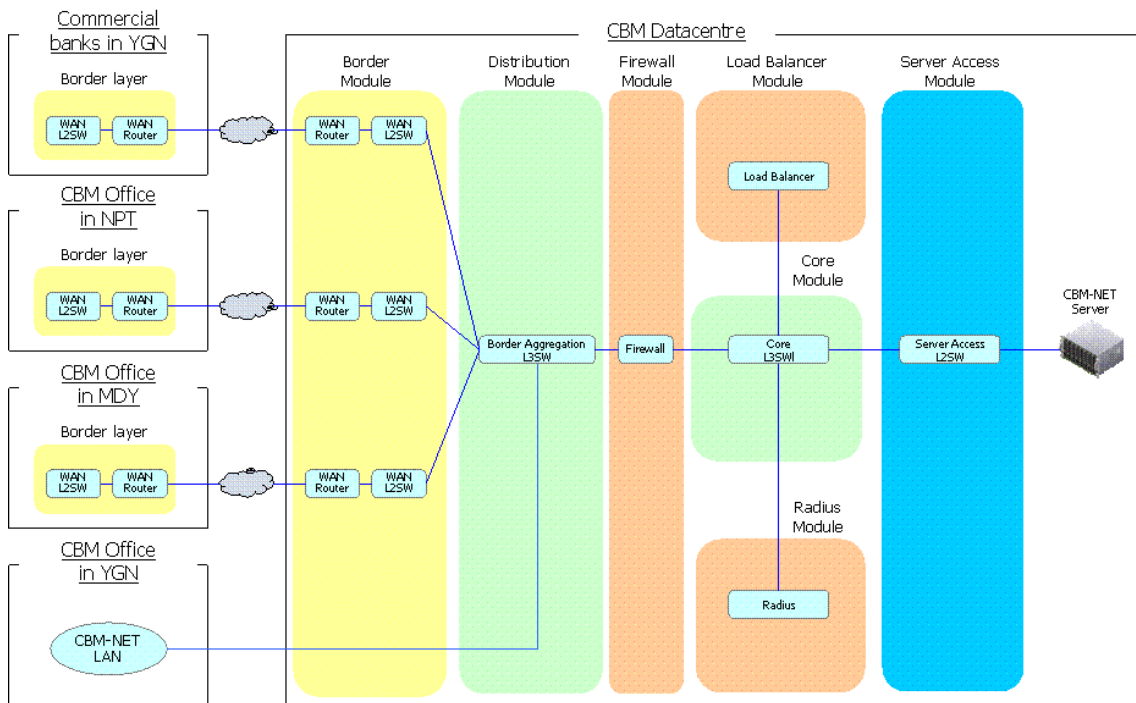 Commercial
banks in YGN
Border layer
WAN
L2SW
WAN
Router
CBM Office
in NPT
Border layer
WAN
L2SW
WAN
Router
CBM Office
in MDY
Border layer
WAN
L2SW
WAN
Router
CBM Office
in YGN
CBM-NET
LAN
CBM Datacentre
Border
Module
WAN
Router
WAN
L2SW
WAN
Router
WAN
L2SW
WAN
Router
WAN
L2SW
Distribution
Module
Border Aggregation
L3SW
Firewall
Module
Firewall
Load Balancer
Module
Load Balancer
Core
Module
Core
L3SWl
Radius
Module
Radius
Server Access
Module
Server Access
L2SW
CBM-NET
Server